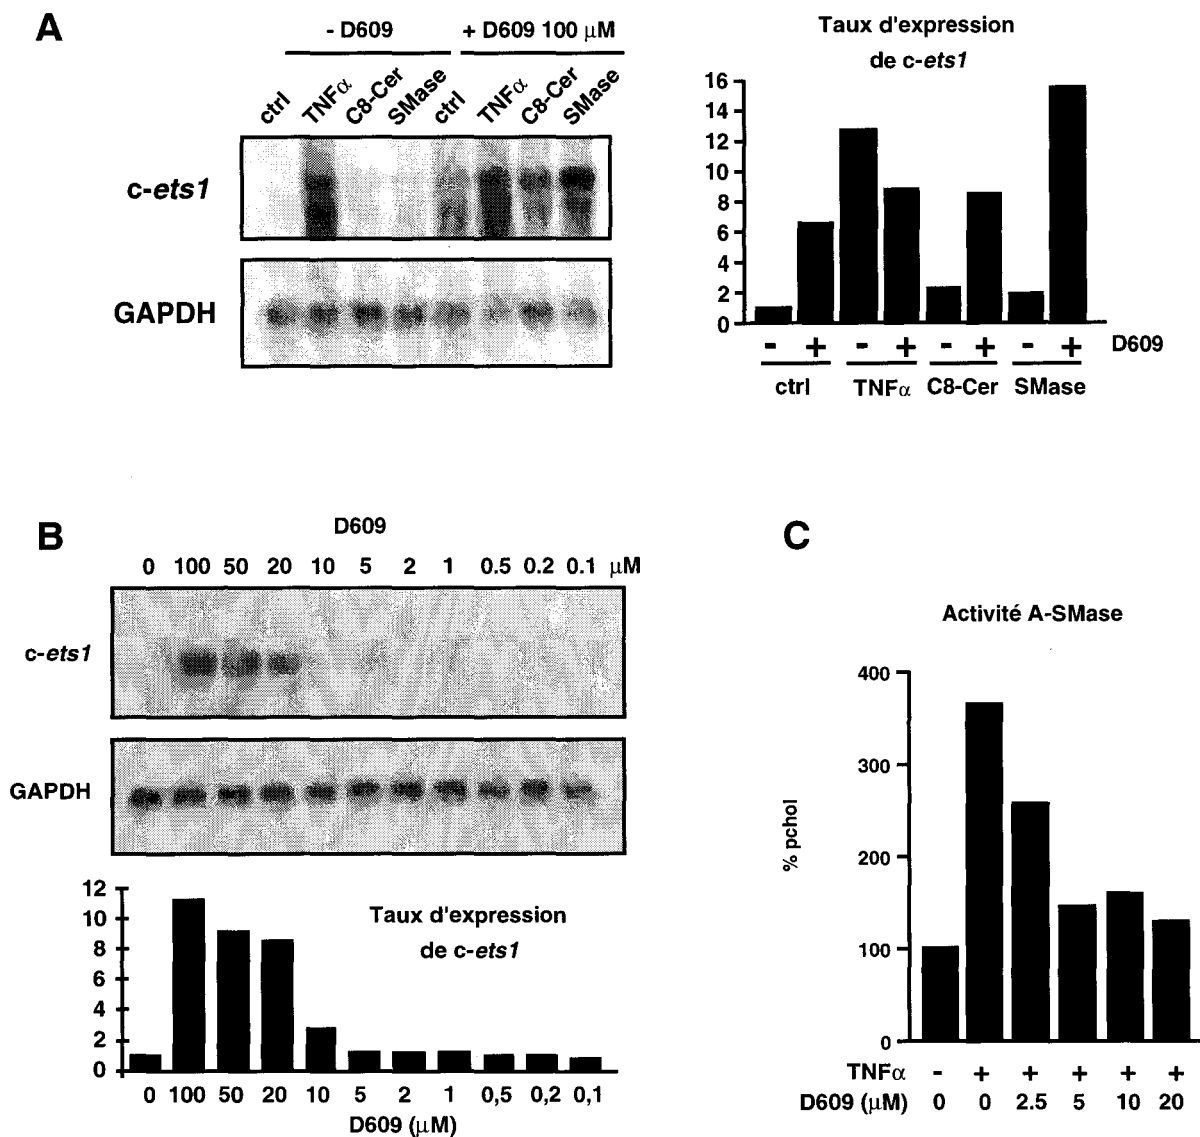 A
- D609
+ D609 100 μM
ctrl TNFα C8-Cer SMase ctrl TNFα C8-Cer SMase
c-ets1
GAPDH
Taux d'expression
de c-ets1
16
14
12
10
8
6
4
2
0
- + - + - + - + D609
ctrl TNFα C8-Cer SMase
B
D609
0 100 50 20 10 5 2 1 0.5 0.2 0.1 μM
c-ets1
GAPDH
12
10
8
6
4
2
0
Taux d'expression
de c-ets1
0 100 50 20 10 5 2 1 0,5 0,2 0,1
D609 (μM)
C
Activité A-SMase
% pchol
400
300
200
100
0
TNFα - + + + + +
D609 (μM) 0 0 2.5 5 10 20